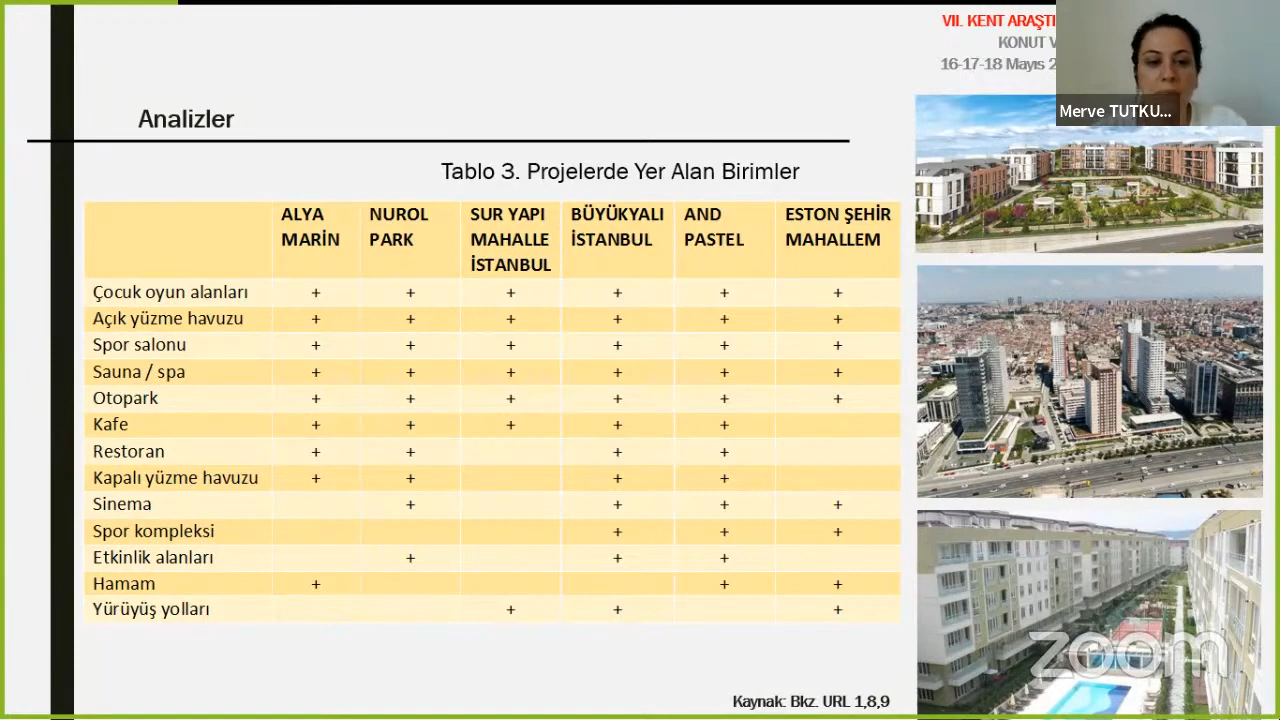 VII. KENT ARAŞTI
KONUT V
16-17-18 Mayıs 2
Merve TUTKU...
Analizler
Tablo 3. Projelerde Yer Alan Birimler
ALYA MARİN NUROL PARK SUR YAPI MAHALLE İSTANBUL BÜYÜKYALI İSTANBUL AND PASTEL ESTON ŞEHİR MAHALLEM
Çocuk oyun alanları + + + + + +
Açık yüzme havuzu + + + + + +
Spor salonu + + + + + +
Sauna / spa + + + + + +
Otopark + + + + + +
Kafe + + + + +
Restoran + + + +
Kapalı yüzme havuzu + + + +
Sinema + + + +
Spor kompleksi + + +
Etkinlik alanları + + +
Hamam + + +
Yürüyüş yolları + + +
Kaynak: Bkz. URL 1,8,9
zoom